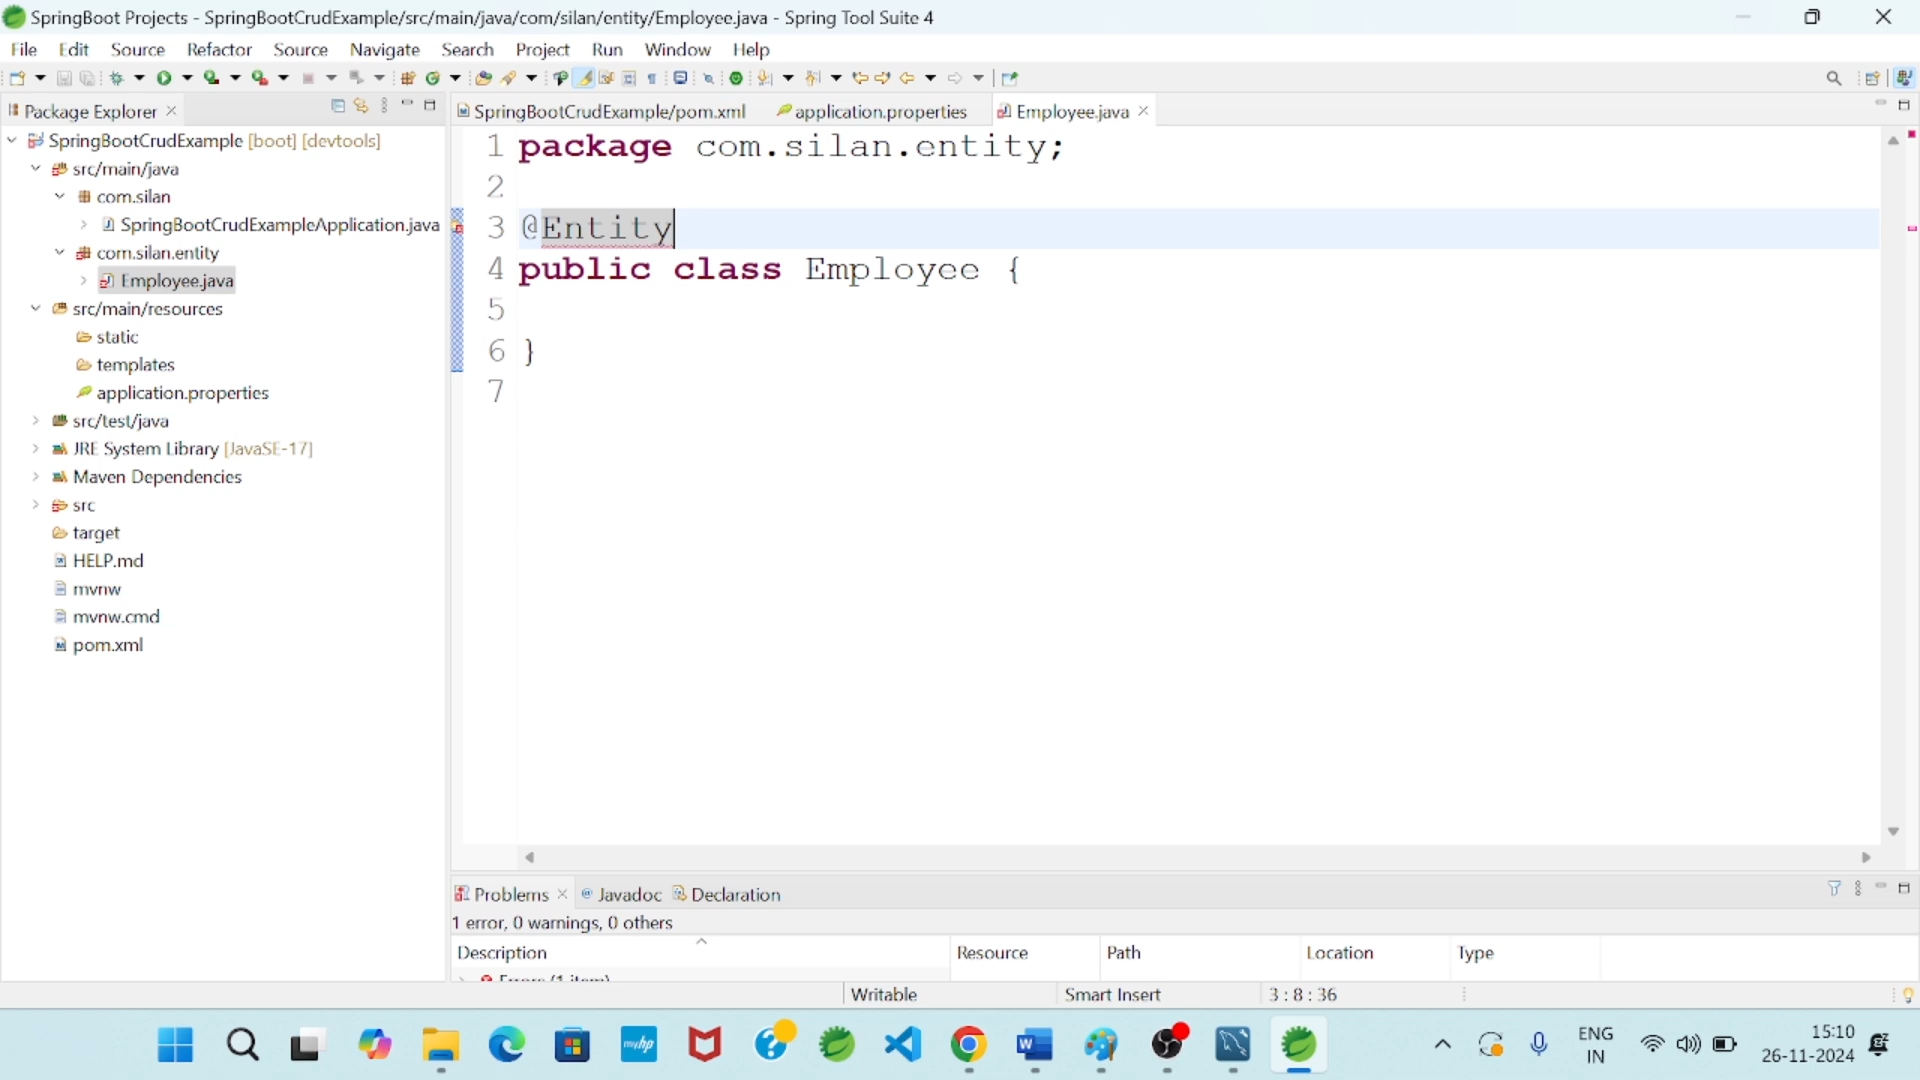 SpringBoot Projects - SpringBootCrudExample/src/main/java/com/silan/entity/Employee.java - Spring Tool Suite 4
File Edit Source Refactor Source Navigate Search Project Run Window Help
Package Explorer
SpringBootCrudExample/pom.xml application.properties Employee.java
SpringBootCrudExample [boot] [devtools]
src/main/java
com.silan
SpringBootCrudExampleApplication.java
com.silan.entity
Employee.java
src/main/resources
static
templates
application.properties
src/test/java
JRE System Library [JavaSE-17]
Maven Dependencies
src
target
HELP.md
mvnw
mvnw.cmd
pom.xml
1 package com.silan.entity;
2
3 @Entity
4 public class Employee {
5
6 }
7
Problems Javadoc Declaration
1 error, 0 warnings, 0 others
Description Resource Path Location Type
Errors (1 item)
Writable Smart Insert 3 : 8 : 36
myhp
ENG
IN
15:10
26-11-2024